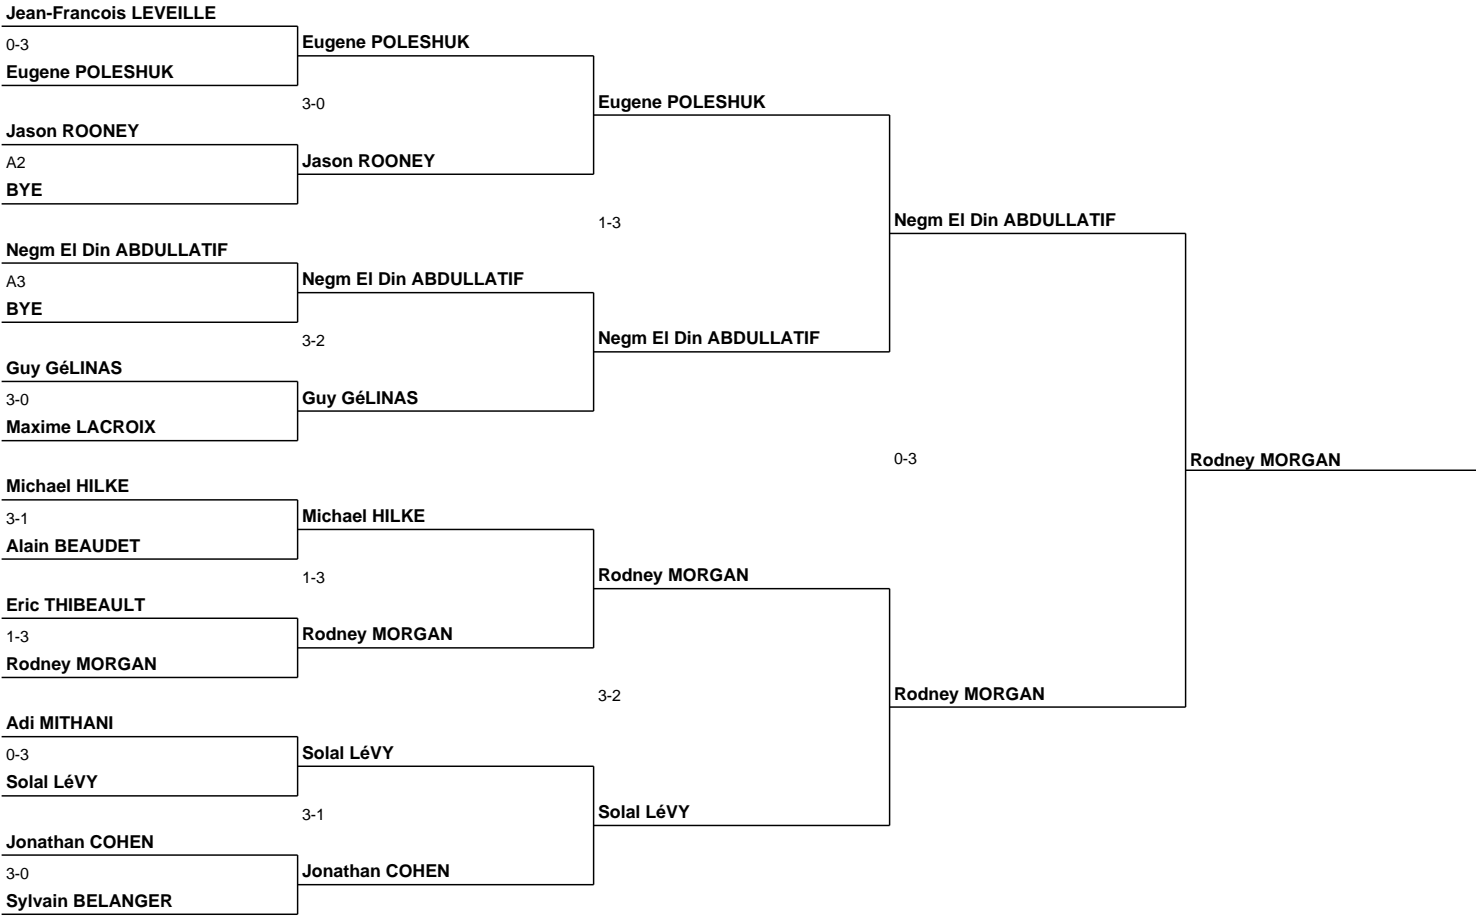 Jean-Francois LEVEILLE
0-3
Eugene POLESHUK
Jason ROONEY
A2
BYE
Negm El Din ABDULLATIF
A3
BYE
Guy GéLINAS
3-0
Maxime LACROIX
Michael HILKE
3-1
Alain BEAUDET
Eric THIBEAULT
1-3
Rodney MORGAN
Adi MITHANI
0-3
Solal LéVY
Jonathan COHEN
3-0
Sylvain BELANGER
Eugene POLESHUK
3-0
Jason ROONEY
Negm El Din ABDULLATIF
3-2
Guy GéLINAS
Michael HILKE
1-3
Rodney MORGAN
Solal LéVY
3-1
Jonathan COHEN
Eugene POLESHUK
1-3
Negm El Din ABDULLATIF
Rodney MORGAN
3-2
Solal LéVY
Negm El Din ABDULLATIF
0-3
Rodney MORGAN
Rodney MORGAN